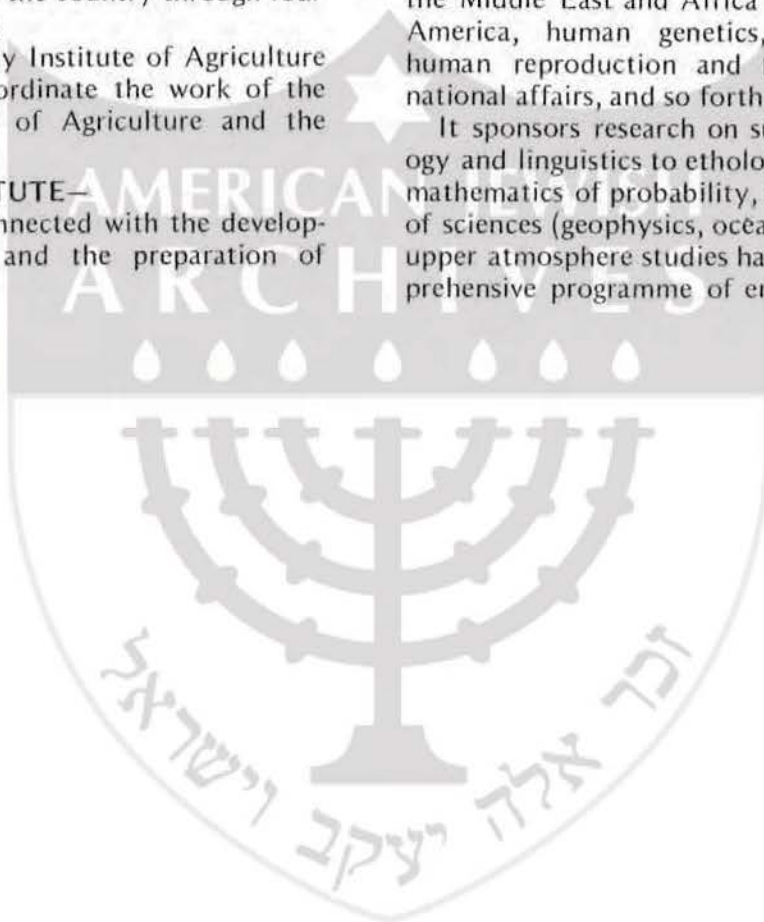 y Institute of Agriculture
ordinate the work of the
of Agriculture and the
TUTE—
nnected with the develop-
and the preparation of
the Middle East and Africa
America, human genetics,
human reproduction and
national affairs, and so forth
It sponsors research on
ogy and linguistics to etholo
mathematics of probability,
of sciences (geophysics, ocea
upper atmosphere studies ha
prehensive programme of
AMERICAN JEWISH
ARCHIVES
זכר אלה יעקב וישראל